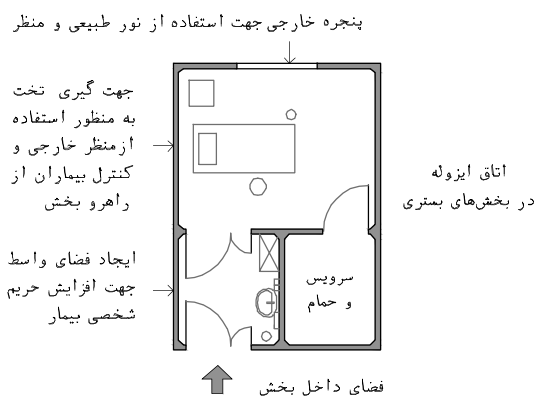 پنجره خارجی جهت استفاده از نور طبیعی و منظر
جهت گیری تخت
به منظور استفاده
ازمنظر خارجی و
کنترل بیماران از
راهرو بخش
اتاق ایزوله
در بخش‌های بستری
ایجاد فضای واسط
جهت افزایش حریم
شخصی بیمار
سرویس
و حمام
فضای داخل بخش